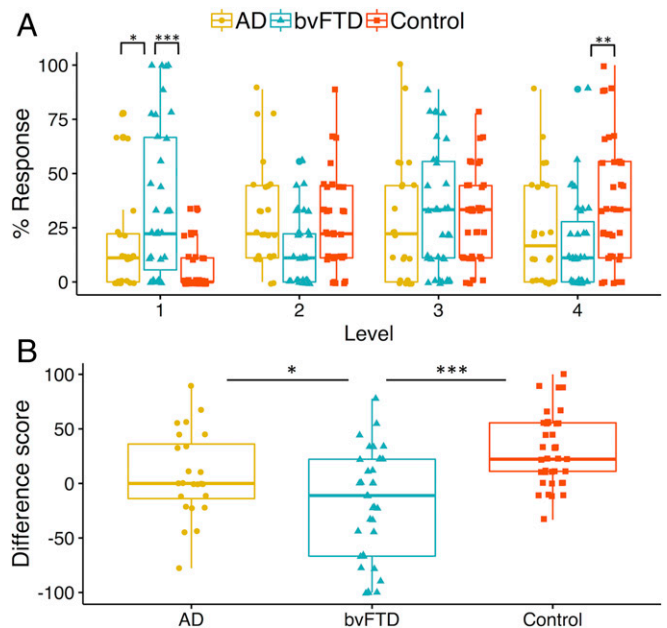 A
AD bvFTD Control
* *** **
100
75
50
25
0
% Response
1 2 3 4
Level
B
* ***
100
50
0
-50
-100
Difference score
AD bvFTD Control